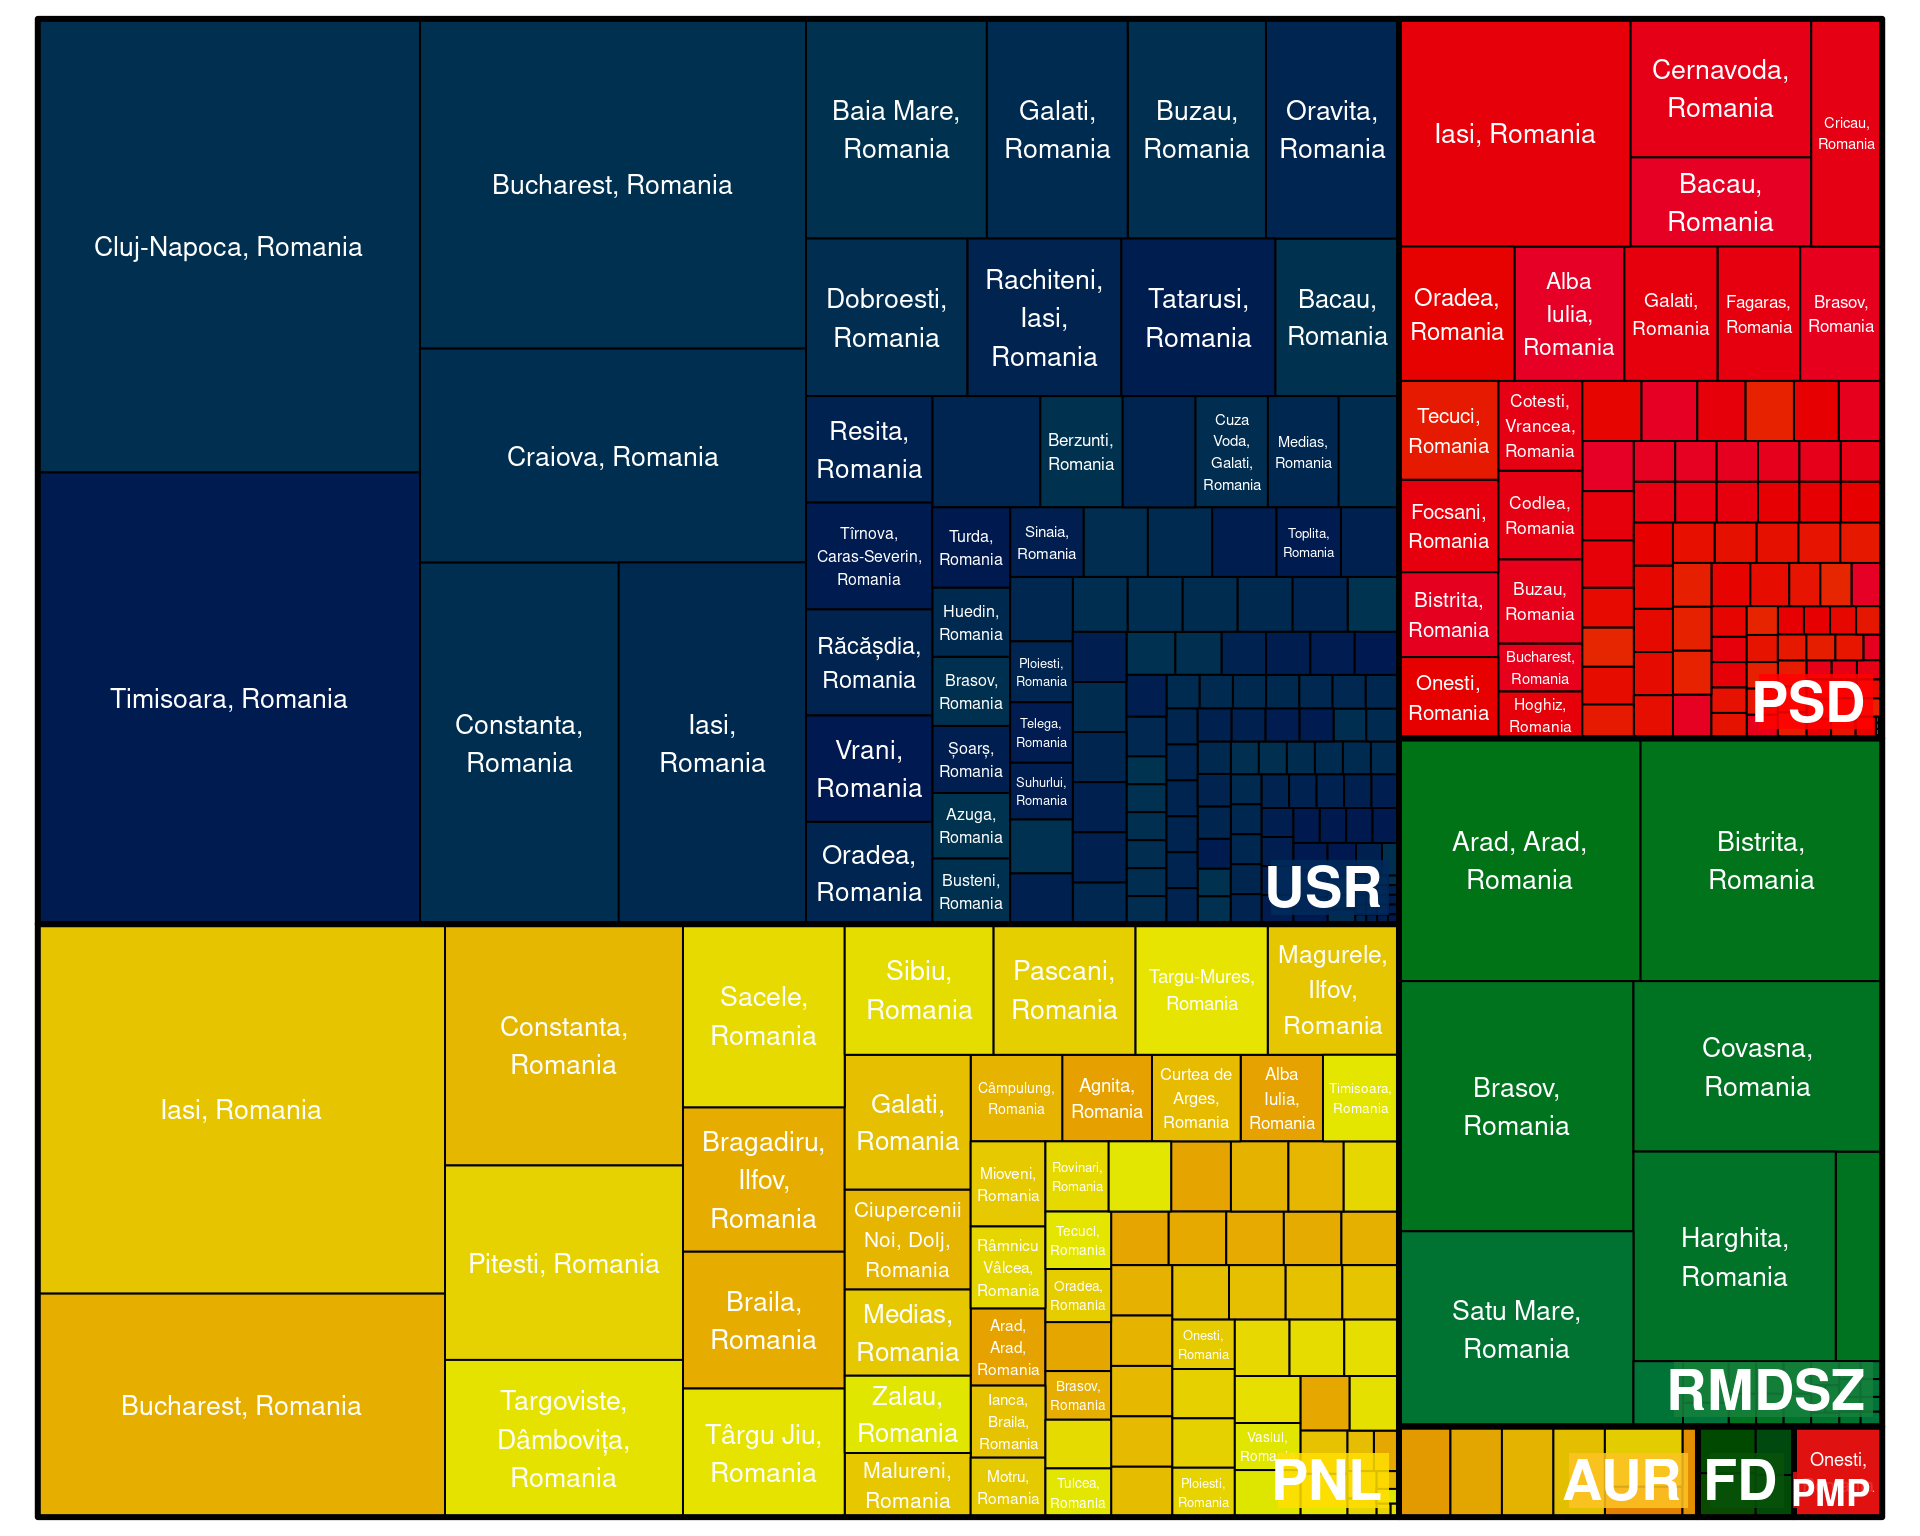 Cluj-Napoca, Romania
Timisoara, Romania
Bucharest, Romania
Craiova, Romania
Constanta,
Romania
Iasi,
Romania
Baia Mare,
Romania
Galati,
Romania
Buzau,
Romania
Oravita,
Romania
Dobroesti,
Romania
Rachiteni,
Iasi,
Romania
Tatarusi,
Romania
Bacau,
Romania
Resita,
Romania
Tîrnova,
Caras-Severin,
Romania
Răcășdia,
Romania
Vrani,
Romania
Oradea,
Romania
Berzunti,
Romania
Cuza
Voda,
Galati,
Romania
Medias,
Romania
Turda,
Romania
Huedin,
Romania
Brasov,
Romania
Șoarș,
Romania
Azuga,
Romania
Busteni,
Romania
Sinaia,
Romania
Toplita,
Romania
Ploiesti,
Romania
Telega,
Romania
Suhurlui,
Romania
USR
Iasi, Romania
Cernavoda,
Romania
Bacau,
Romania
Cricau,
Romania
Oradea,
Romania
Alba
Iulia,
Romania
Galati,
Romania
Fagaras,
Romania
Brasov,
Romania
Tecuci,
Romania
Focsani,
Romania
Bistrita,
Romania
Onesti,
Romania
Cotesti,
Vrancea,
Romania
Codlea,
Romania
Buzau,
Romania
Bucharest,
Romania
Hoghiz,
Romania
PSD
Iasi, Romania
Bucharest, Romania
Constanta,
Romania
Pitesti, Romania
Targoviste,
Dâmbovița,
Romania
Sacele,
Romania
Bragadiru,
Ilfov,
Romania
Braila,
Romania
Târgu Jiu,
Romania
Sibiu,
Romania
Pascani,
Romania
Targu-Mures,
Romania
Magurele,
Ilfov,
Romania
Galati,
Romania
Ciupercenii
Noi, Dolj,
Romania
Medias,
Romania
Zalau,
Romania
Malureni,
Romania
Câmpulung,
Romania
Agnita,
Romania
Curtea de
Arges,
Romania
Alba
Iulia,
Romania
Timisoara,
Romania
Mioveni,
Romania
Râmnicu
Vâlcea,
Romania
Arad,
Arad,
Romania
Ianca,
Braila,
Romania
Motru,
Romania
Rovinari,
Romania
Tecuci,
Romania
Oradea,
Romania
Brasov,
Romania
Tulcea,
Romania
Onesti,
Romania
Vaslui,
Romania
Ploiesti,
Romania
PNL
Arad, Arad,
Romania
Bistrita,
Romania
Brasov,
Romania
Satu Mare,
Romania
Covasna,
Romania
Harghita,
Romania
RMDSZ
AUR
FD
Onesti,
PMP